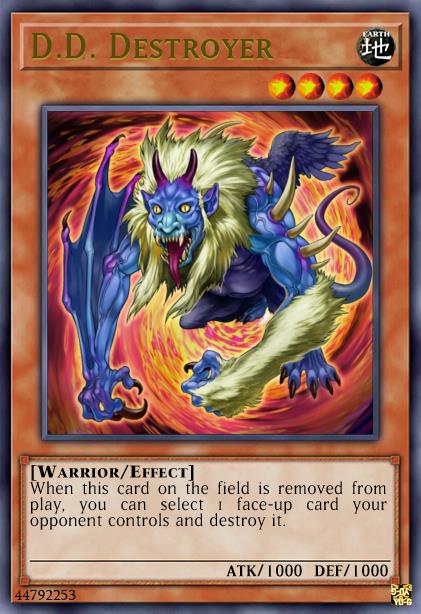 D.D. Destroyer
EARTH
地
[Warrior/Effect]
When this card on the field is removed from
play, you can select 1 face-up card your
opponent controls and destroy it.
ATK/1000 DEF/1000
44792253